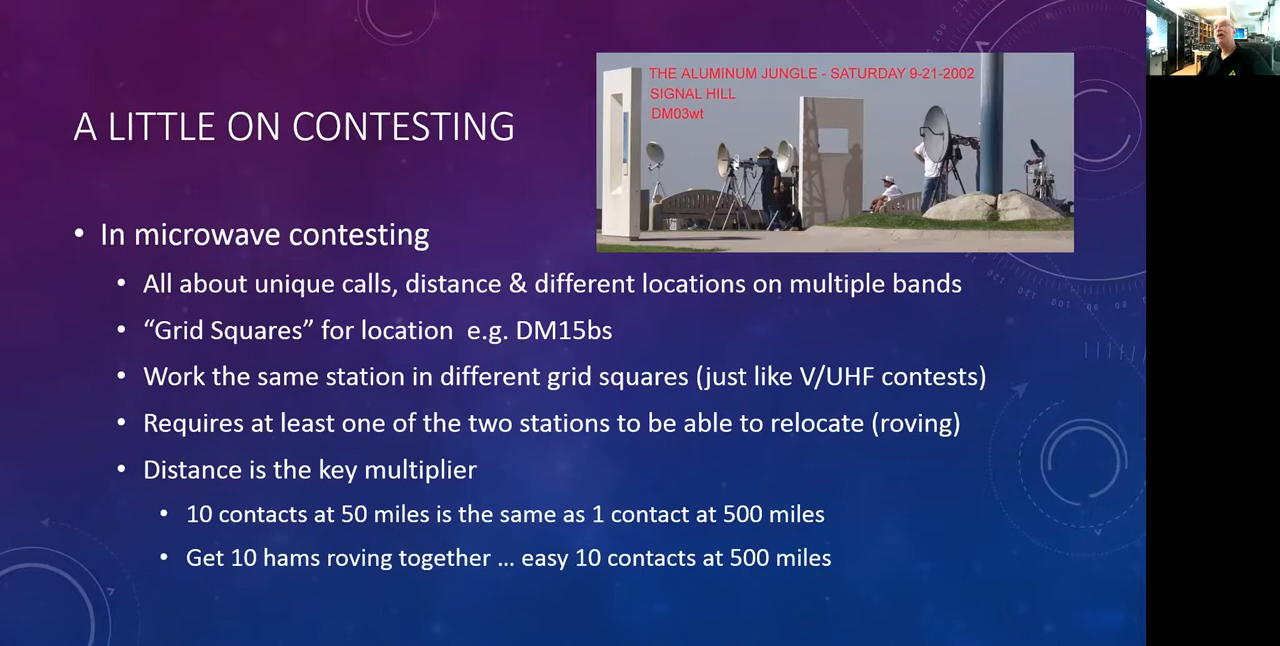 A LITTLE ON CONTESTING
THE ALUMINUM JUNGLE - SATURDAY 9-21-2002
SIGNAL HILL
DM03wt
• In microwave contesting
• All about unique calls, distance & different locations on multiple bands
• “Grid Squares” for location e.g. DM15bs
• Work the same station in different grid squares (just like V/UHF contests)
• Requires at least one of the two stations to be able to relocate (roving)
• Distance is the key multiplier
• 10 contacts at 50 miles is the same as 1 contact at 500 miles
• Get 10 hams roving together … easy 10 contacts at 500 miles